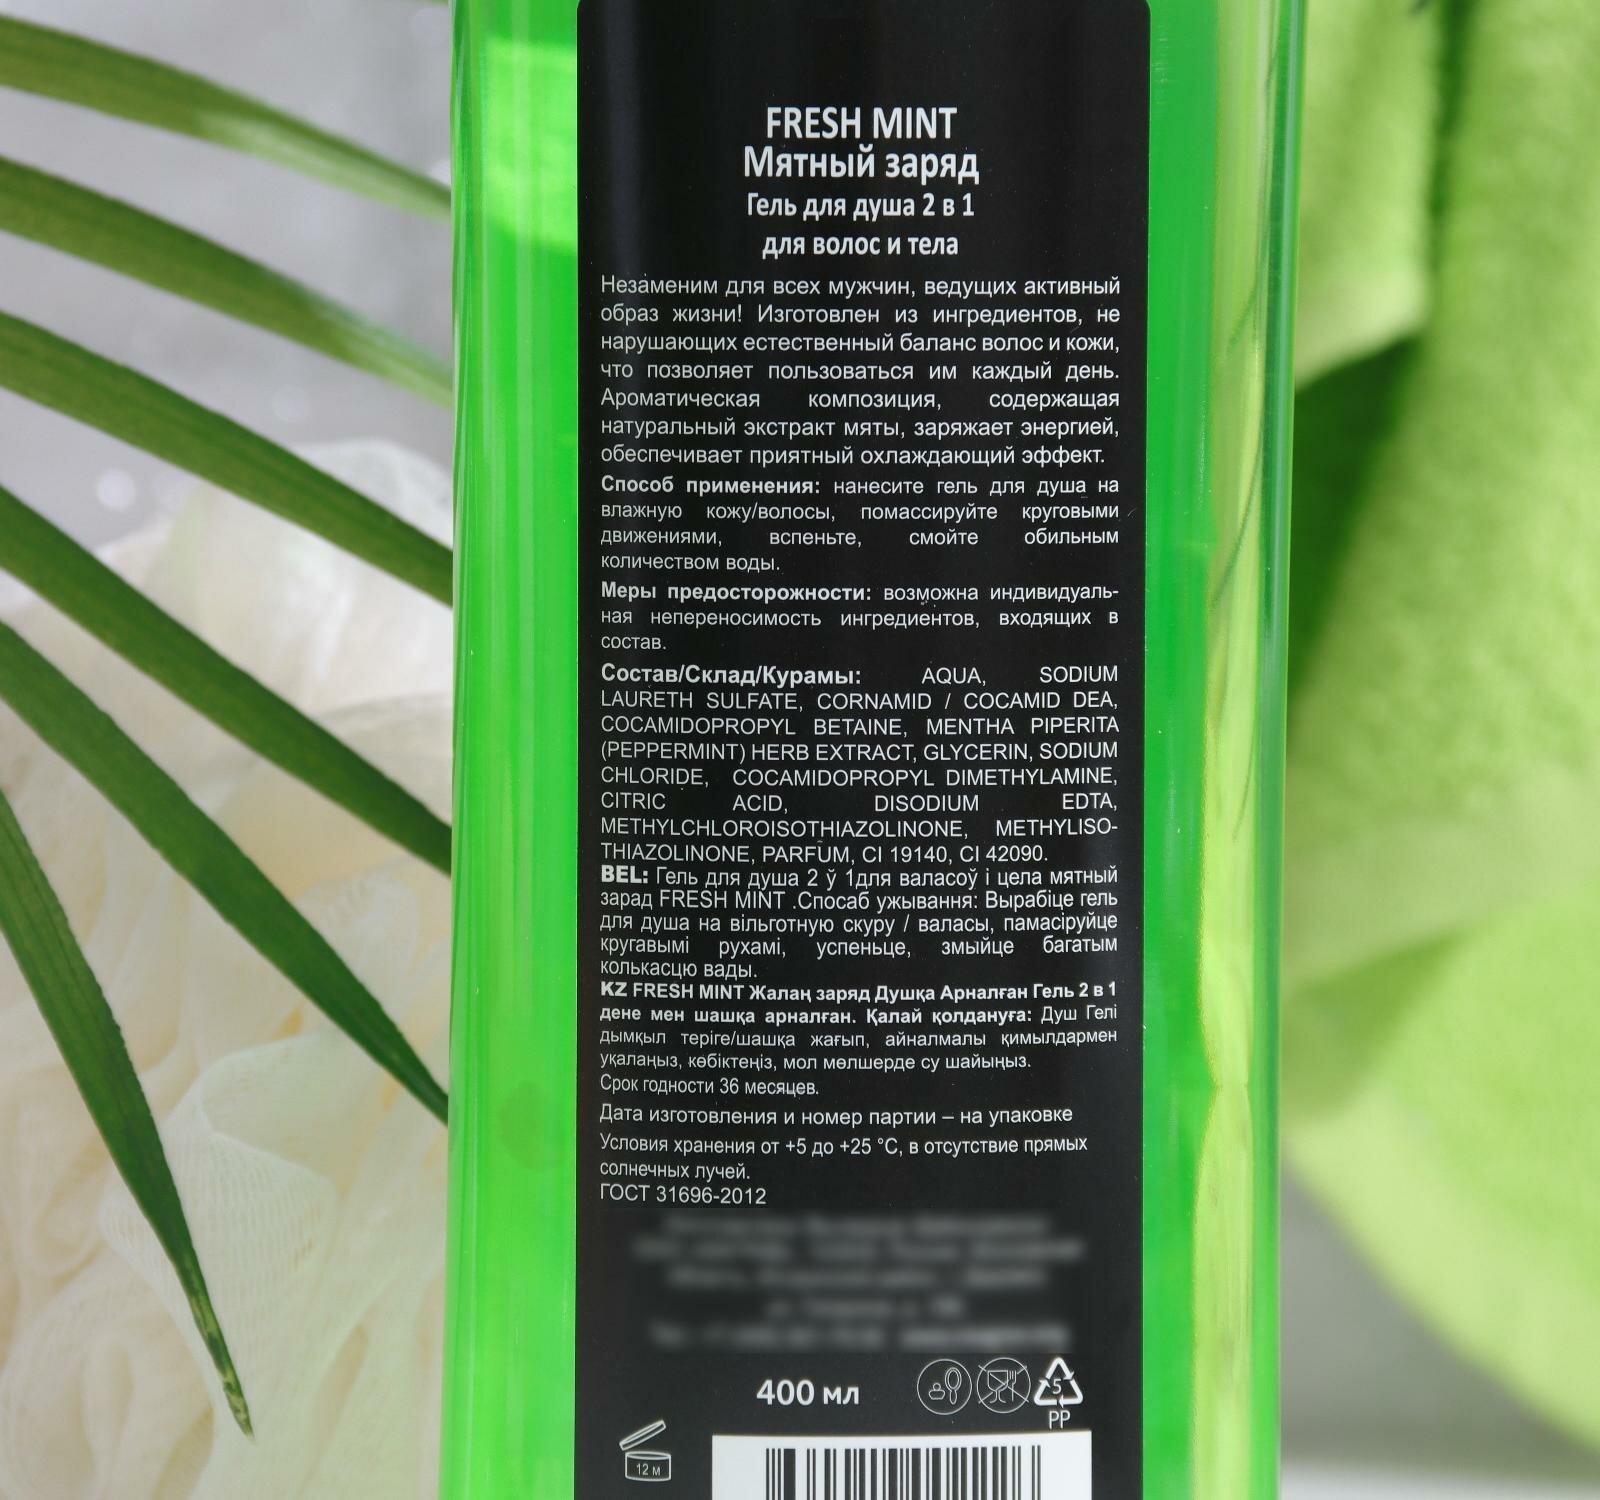 FRESH MINT
Мятный заряд
Гель для душа 2 в 1
для волос и тела
Незаменим для всех мужчин, ведущих активный
образ жизни! Изготовлен из ингредиентов, не
нарушающих естественный баланс волос и кожи,
что позволяет пользоваться им каждый день.
Ароматическая композиция, содержащая
натуральный экстракт мяты, заряжает энергией,
обеспечивает приятный охлаждающий эффект.
Способ применения: нанесите гель для душа на
влажную кожу/волосы, помассируйте круговыми
движениями, вспеньте, смойте обильным
количеством воды.
Меры предосторожности: возможна индивидуаль-
ная непереносимость ингредиентов, входящих в
состав.
Состав/Склад/Курамы: AQUA, SODIUM
LAURETH SULFATE, CORNAMID / COCAMID DEA,
COCAMIDOPROPYL BETAINE, MENTHA PIPERITA
(PEPPERMINT) HERB EXTRACT, GLYCERIN, SODIUM
CHLORIDE, COCAMIDOPROPYL DIMETHYLAMINE,
CITRIC ACID, DISODIUM EDTA,
METHYLCHLOROISOTHIAZOLINONE, METHYLISO-
THIAZOLINONE, PARFUM, CI 19140, CI 42090.
BEL: Гель для душа 2 ў 1для валасоў і цела мятный
зарад FRESH MINT .Спосаб ужывання: Вырабіце гель
для душа на вільготную скуру / валасы, памасіруйце
кругавымі рухамі, успеньце, змыйце багатым
колькасцю вады.
KZ FRESH MINT Жалаң заряд Душқа Арналған Гель 2 в 1
дене мен шашқа арналған. Қалай қолдануға: Душ Гелі
дымқыл теріге/шашқа жағып, айналмалы қимылдармен
уқалаңыз, көбіктеңіз, мол мөлшерде су шайыңыз.
Срок годности 36 месяцев.
Дата изготовления и номер партии – на упаковке
Условия хранения от +5 до +25 °С, в отсутствие прямых
солнечных лучей.
ГОСТ 31696-2012
400 мл
5
PP
12 м